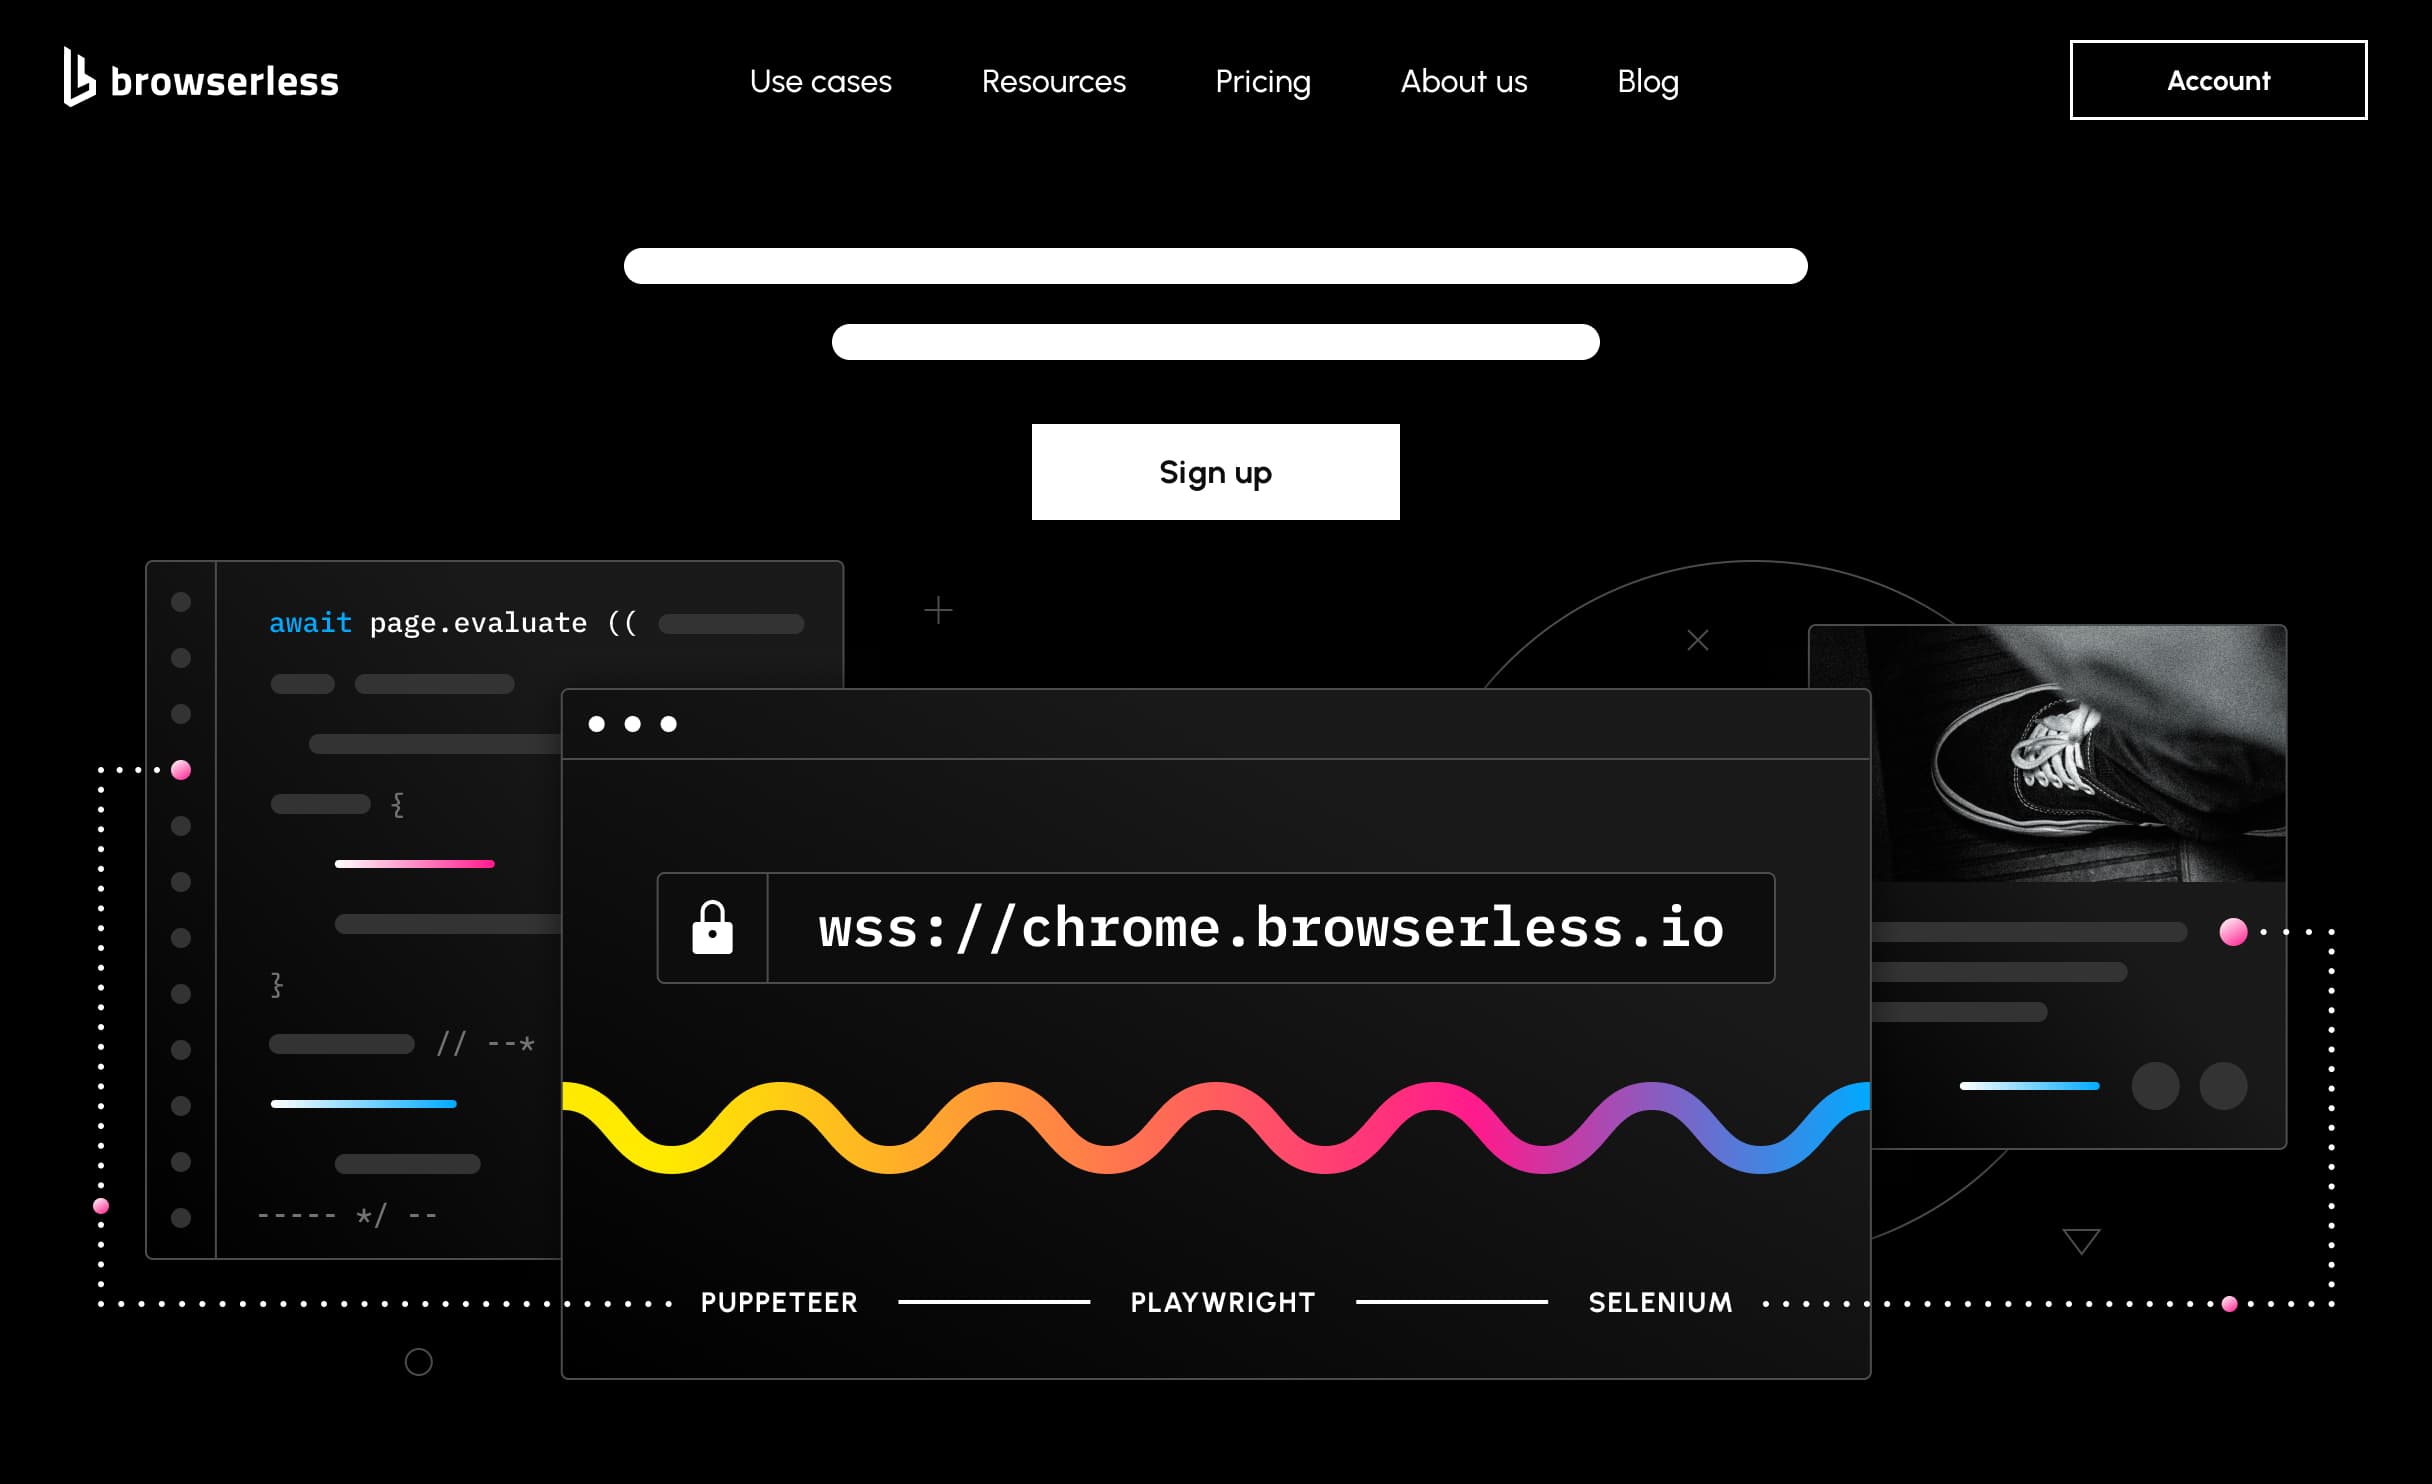 browserless
Use cases Resources Pricing About us Blog
Account
Sign up
await page.evaluate ((
{
}
// --*
----- */ --
wss://chrome.browserless.io
PUPPETEER PLAYWRIGHT SELENIUM